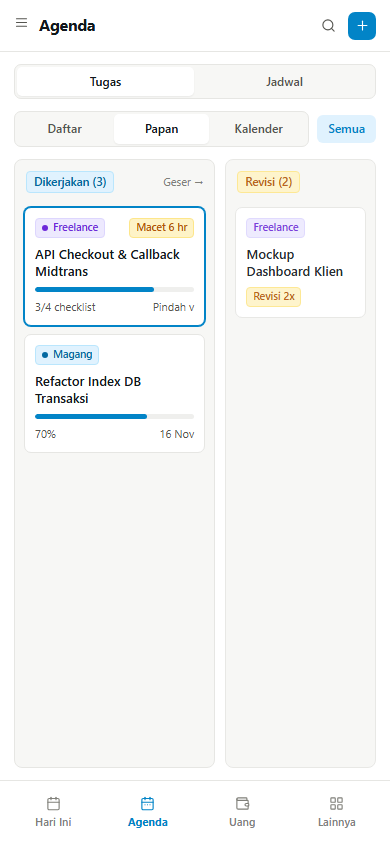 Agenda
Tugas
Jadwal
Daftar
Papan
Kalender
Semua
Dikerjakan (3)
Geser →
Freelance
Macet 6 hr
API Checkout & Callback
Midtrans
3/4 checklist
Pindah v
Magang
Refactor Index DB
Transaksi
70%
16 Nov
Revisi (2)
Freelance
Mockup
Dashboard Klien
Revisi 2x
Hari Ini
Agenda
Uang
Lainnya